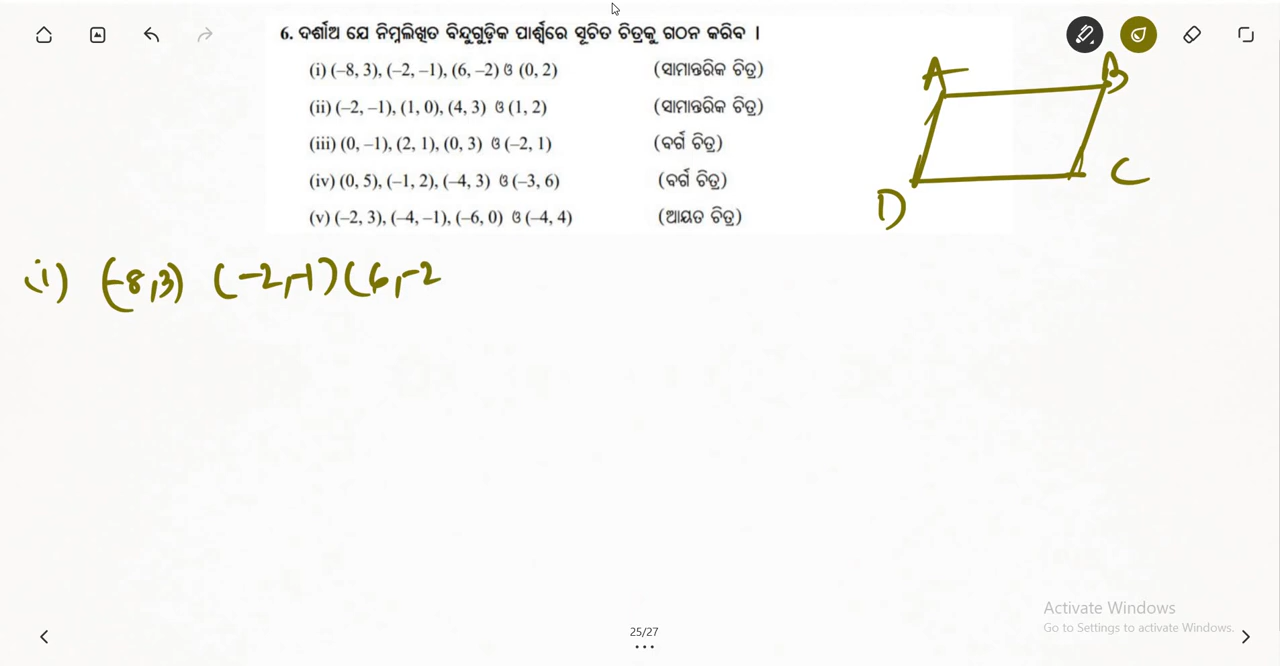 6. ଦର୍ଶାଅ ଯେ ନିମ୍ନଲିଖିତ ବିନ୍ଦୁଗୁଡ଼ିକ ପାର୍ଶ୍ୱରେ ସୂଚିତ ଚିତ୍ରକୁ ଗଠନ କରିବ ।
(i) (–8, 3), (–2, –1), (6, –2) ଓ (0, 2) (ସାମାନ୍ତରିକ ଚିତ୍ର)
(ii) (–2, –1), (1, 0), (4, 3) ଓ (1, 2) (ସାମାନ୍ତରିକ ଚିତ୍ର)
(iii) (0, –1), (2, 1), (0, 3) ଓ (–2, 1) (ବର୍ଗ ଚିତ୍ର)
(iv) (0, 5), (–1, 2), (–4, 3) ଓ (–3, 6) (ବର୍ଗ ଚିତ୍ର)
(v) (–2, 3), (–4, –1), (–6, 0) ଓ (–4, 4) (ଆୟତ ଚିତ୍ର)
A B
D C
(i) (-8,3) (-2,-1) (6,-2
Activate Windows
Go to Settings to activate Windows.
25/27